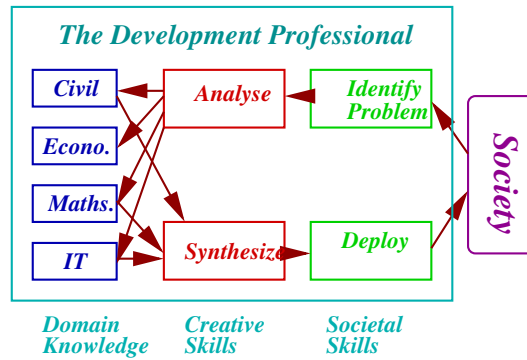 The Development Professional
Civil
Analyse
Identify
Problem
Econo.
Maths.
Society
IT
Synthesize
Deploy
Domain
Knowledge
Creative
Skills
Societal
Skills